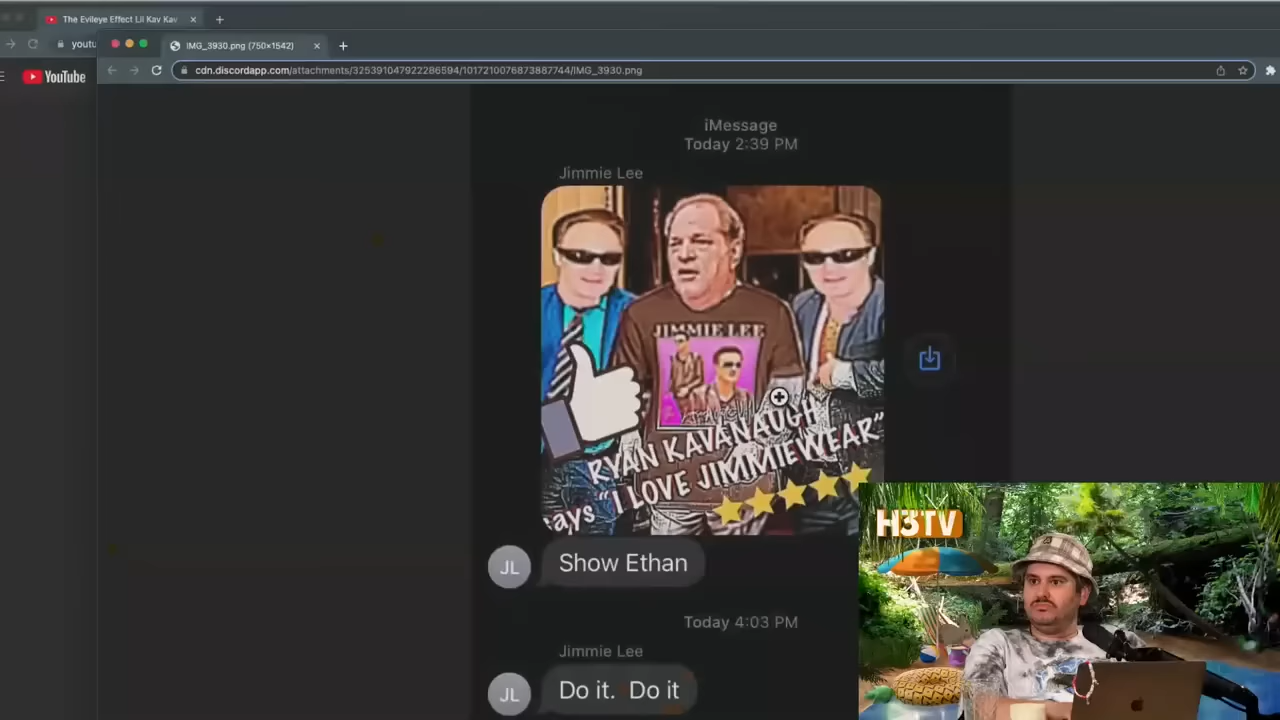 The Evileye Effect Lil Kav Kav
youtu
IMG_3930.png (750×1542)
cdn.discordapp.com/attachments/325391047922286594/1017210076873887744/IMG_3930.png
YouTube
iMessage
Today 2:39 PM
Jimmie Lee
JIMMIE LEE
RYAN KAVANAUGH
says "I LOVE JIMMIEWEAR"
JL
Show Ethan
Today 4:03 PM
Jimmie Lee
JL
Do it. Do it
H3TV